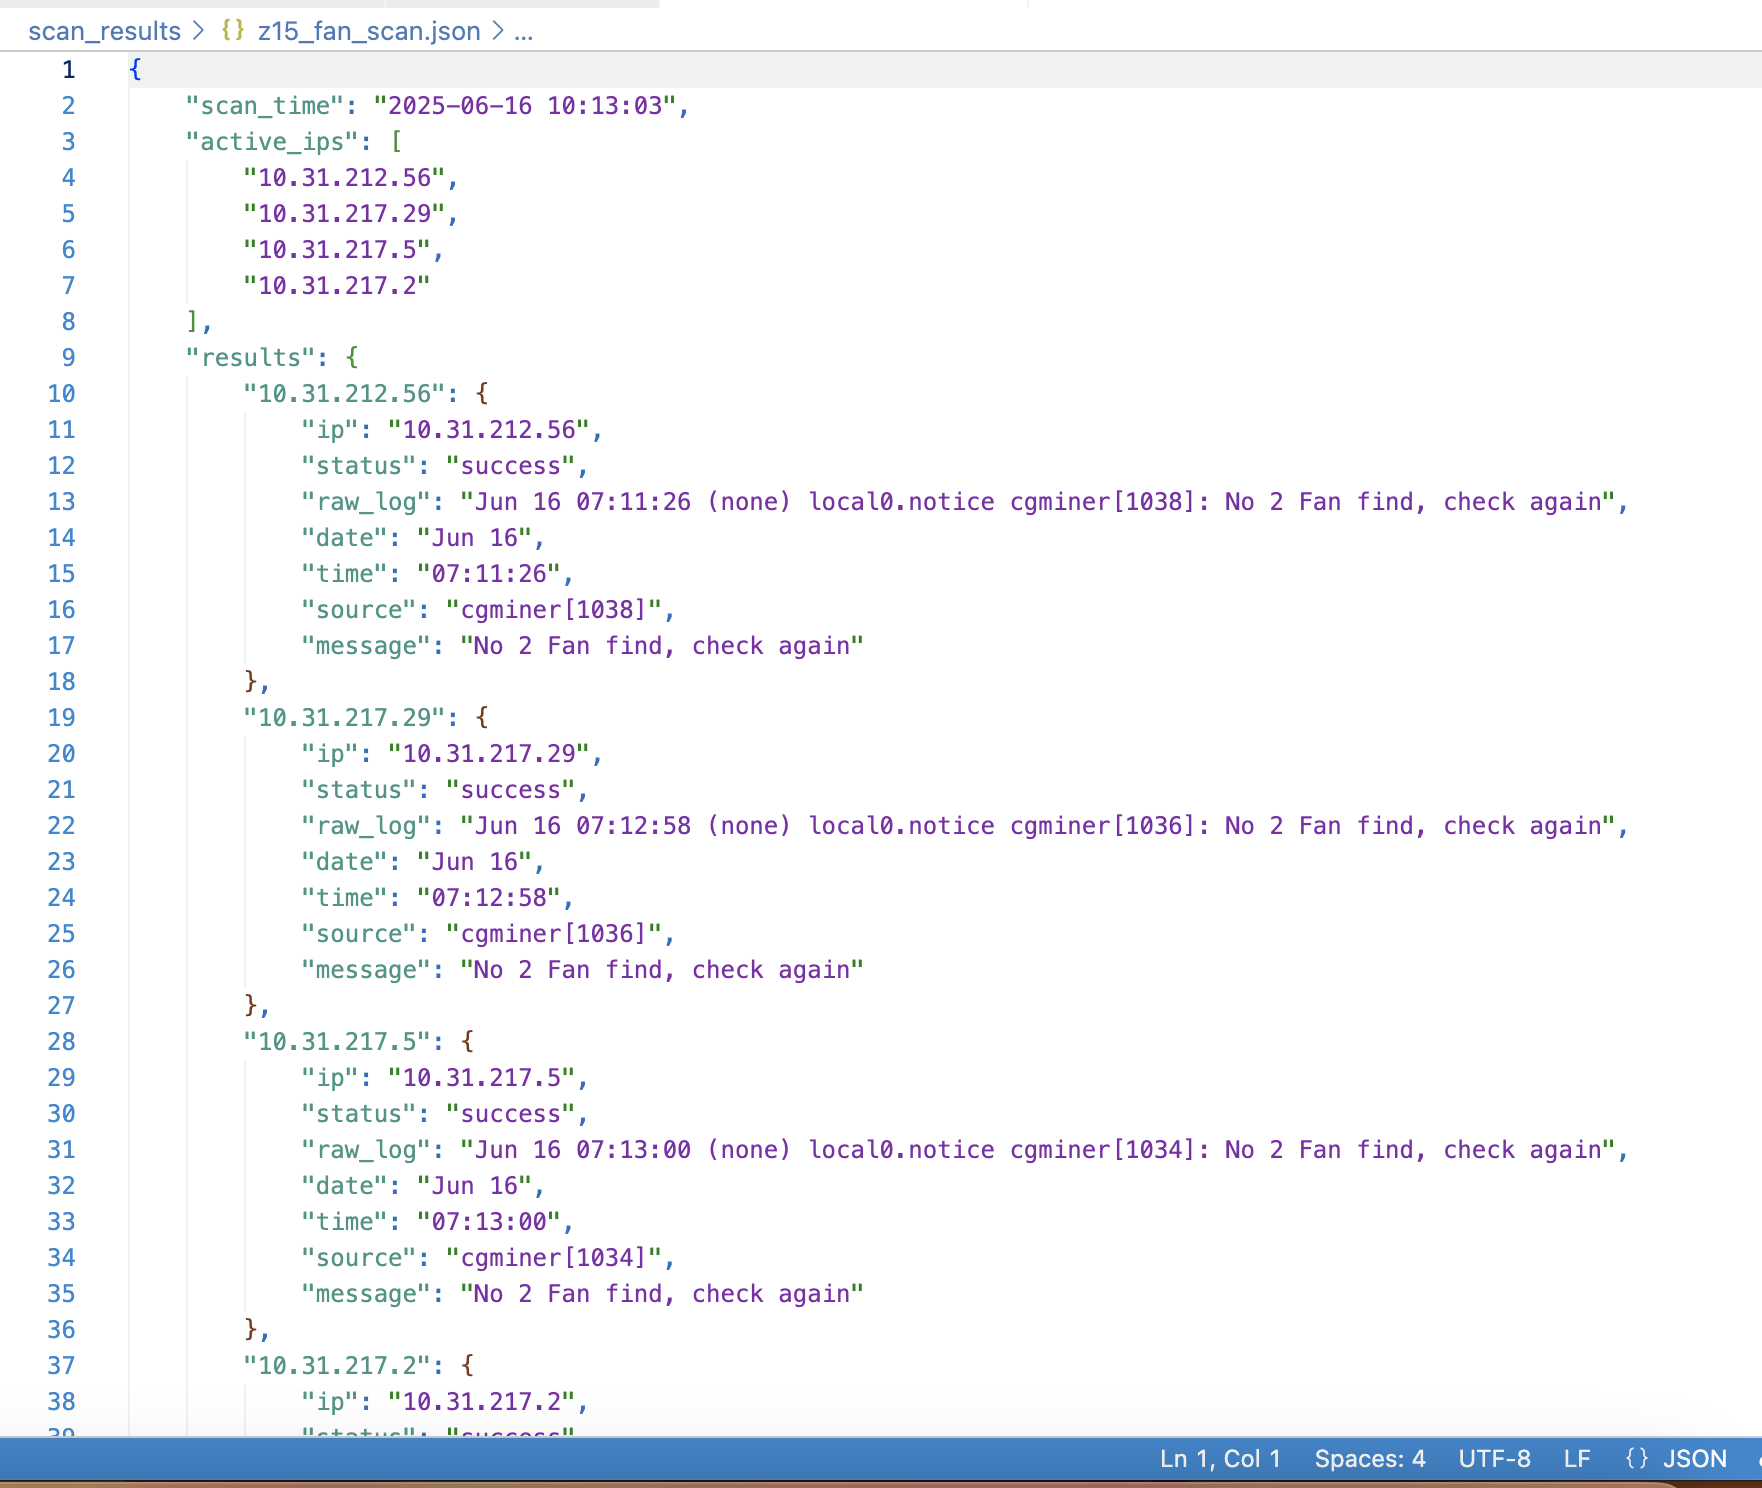 scan_results > {} z15_fan_scan.json > ...
1 {
2 "scan_time": "2025-06-16 10:13:03",
3 "active_ips": [
4 "10.31.212.56",
5 "10.31.217.29",
6 "10.31.217.5",
7 "10.31.217.2"
8 ],
9 "results": {
10 "10.31.212.56": {
11 "ip": "10.31.212.56",
12 "status": "success",
13 "raw_log": "Jun 16 07:11:26 (none) local0.notice cgminer[1038]: No 2 Fan find, check again",
14 "date": "Jun 16",
15 "time": "07:11:26",
16 "source": "cgminer[1038]",
17 "message": "No 2 Fan find, check again"
18 },
19 "10.31.217.29": {
20 "ip": "10.31.217.29",
21 "status": "success",
22 "raw_log": "Jun 16 07:12:58 (none) local0.notice cgminer[1036]: No 2 Fan find, check again",
23 "date": "Jun 16",
24 "time": "07:12:58",
25 "source": "cgminer[1036]",
26 "message": "No 2 Fan find, check again"
27 },
28 "10.31.217.5": {
29 "ip": "10.31.217.5",
30 "status": "success",
31 "raw_log": "Jun 16 07:13:00 (none) local0.notice cgminer[1034]: No 2 Fan find, check again",
32 "date": "Jun 16",
33 "time": "07:13:00",
34 "source": "cgminer[1034]",
35 "message": "No 2 Fan find, check again"
36 },
37 "10.31.217.2": {
38 "ip": "10.31.217.2",
39 "status": "success"
Ln 1, Col 1 Spaces: 4 UTF-8 LF {} JSON